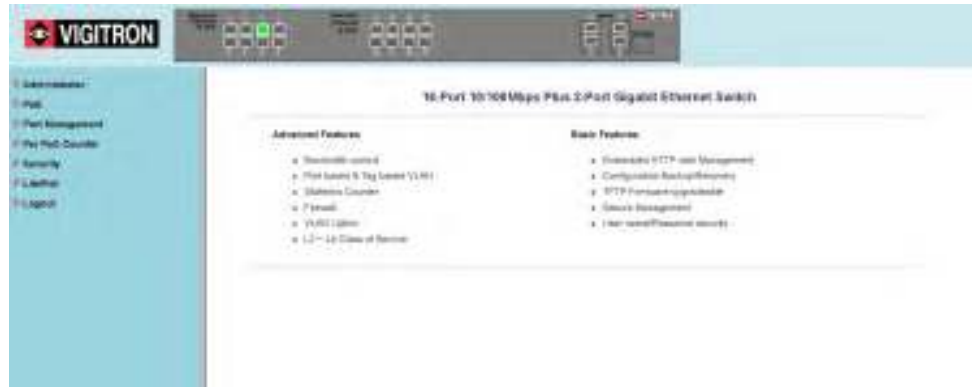 VIGITRON
16-Port 10/100Mbps Plus 2-Port Gigabit Ethernet Switch
Administrator
PoE
Port Management
Per Port Counter
Security
Logout
Advanced Features
Bandwidth control
Port based & Tag based VLAN
Statistics Counter
Firewall
VLAN Uplink
L2 ~ L4 Class of Service
Basic Features
HTTP web Management
Configuration Backup/Recovery
TFTP Firmware upgradeable
Secure Management
User name/Password security